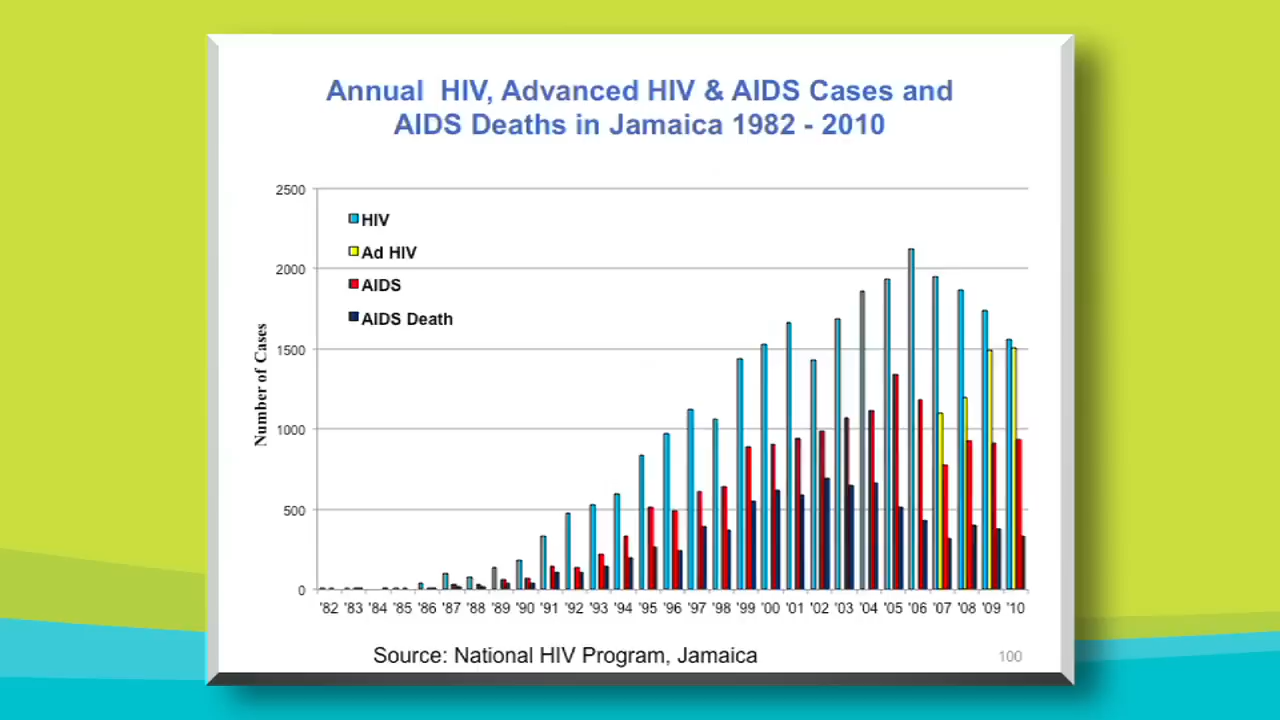 Annual  HIV, Advanced HIV & AIDS Cases and
AIDS Deaths in Jamaica 1982 - 2010
2500
2000
1500
1000
500
0
Number of Cases
HIV
Ad HIV
AIDS
AIDS Death
'82 '83 '84 '85 '86 '87 '88 '89 '90 '91 '92 '93 '94 '95 '96 '97 '98 '99 '00 '01 '02 '03 '04 '05 '06 '07 '08 '09 '10
Source: National HIV Program, Jamaica
100